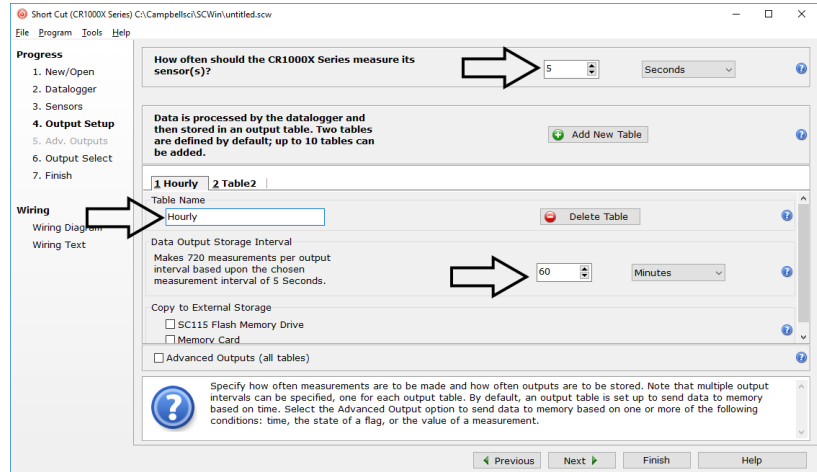 Short Cut (CR1000X Series) C:\Campbellsci\SCWin\untitled.scw
File Program Tools Help
Progress
1. New/Open
2. Datalogger
3. Sensors
4. Output Setup
5. Adv. Outputs
6. Output Select
7. Finish
Wiring
Wiring Diagram
Wiring Text
How often should the CR1000X Series measure its
sensor(s)?
5
Seconds
Data is processed by the datalogger and
then stored in an output table. Two tables
are defined by default; up to 10 tables can
be added.
Add New Table
1 Hourly 2 Table2
Table Name
Hourly
Delete Table
Data Output Storage Interval
Makes 720 measurements per output
interval based upon the chosen
measurement interval of 5 Seconds.
60
Minutes
Copy to External Storage
SC115 Flash Memory Drive
Memory Card
Advanced Outputs (all tables)
Specify how often measurements are to be made and how often outputs are to be stored. Note that multiple output
intervals can be specified, one for each output table. By default, an output table is set up to send data to memory
based on time. Select the Advanced Output option to send data to memory based on one or more of the following
conditions: time, the state of a flag, or the value of a measurement.
Previous Next Finish Help